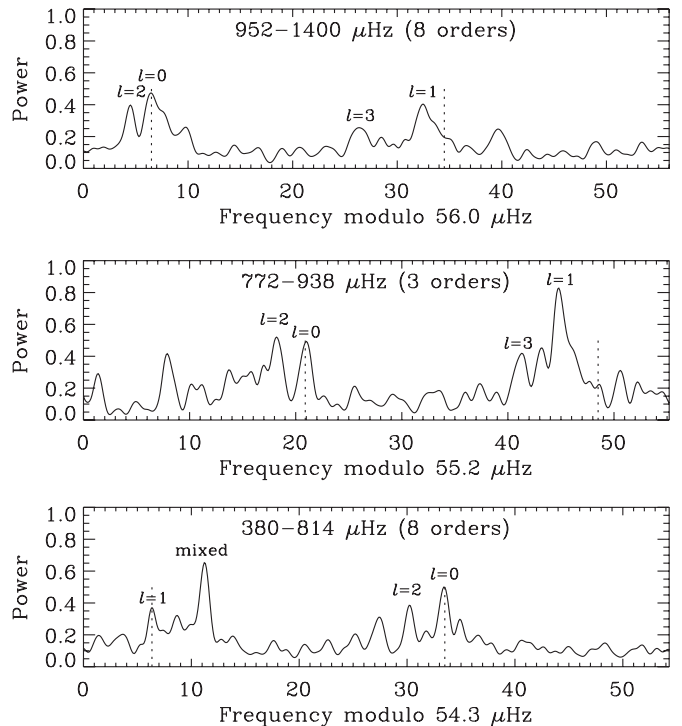 952−1400 μHz (8 orders)
1.0
0.8
0.6
0.4
0.2
0.0
Power
l=2
l=0
l=3
l=1
0 10 20 30 40 50
Frequency modulo 56.0 μHz
772−938 μHz (3 orders)
1.0
0.8
0.6
0.4
0.2
0.0
Power
l=2
l=0
l=3
l=1
0 10 20 30 40 50
Frequency modulo 55.2 μHz
380−814 μHz (8 orders)
1.0
0.8
0.6
0.4
0.2
0.0
Power
l=1
mixed
l=2
l=0
0 10 20 30 40 50
Frequency modulo 54.3 μHz